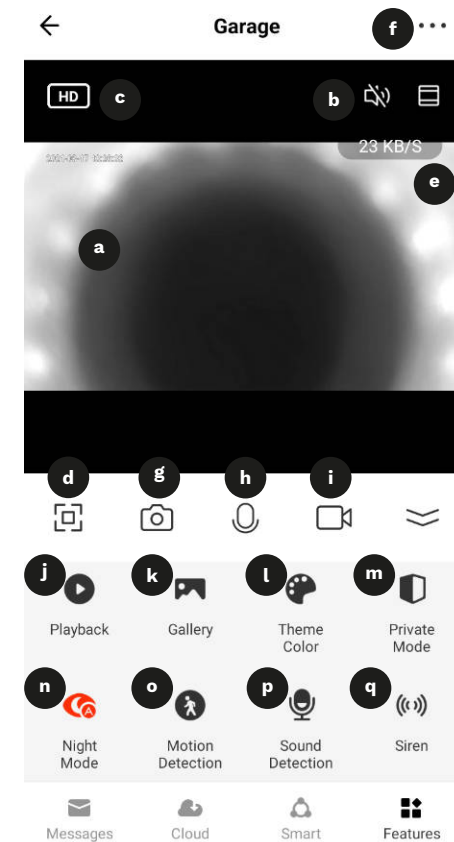 Garage
f
HD
c
b
23 KB/S
e
a
d
g
h
i
j
k
l
m
Playback
Gallery
Theme
Color
Private
Mode
n
o
p
q
A
Night
Mode
Motion
Detection
Sound
Detection
Siren
Messages
Cloud
Smart
Features